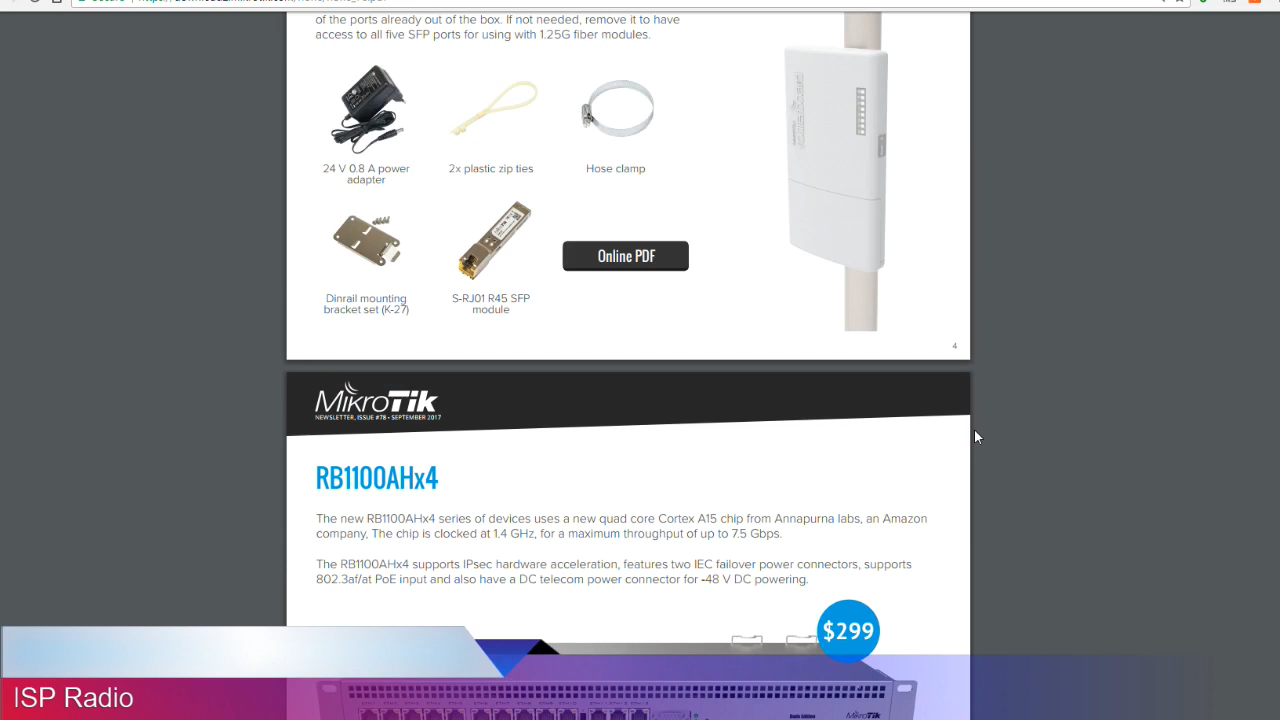 of the ports already out of the box. If not needed, remove it to have
access to all five SFP ports for using with 1.25G fiber modules.
24 V 0.8 A power
adapter
2x plastic zip ties
Hose clamp
Dinrail mounting
bracket set (K-27)
S-RJ01 R45 SFP
module
Online PDF
4
MikroTik
NEWSLETTER, ISSUE #78 • SEPTEMBER 2017
RB1100AHx4
The new RB1100AHx4 series of devices uses a new quad core Cortex A15 chip from Annapurna labs, an Amazon
company, The chip is clocked at 1.4 GHz, for a maximum throughput of up to 7.5 Gbps.
The RB1100AHx4 supports IPsec hardware acceleration, features two IEC failover power connectors, supports
802.3af/at PoE input and also have a DC telecom power connector for -48 V DC powering.
$299
MikroTik
ISP Radio